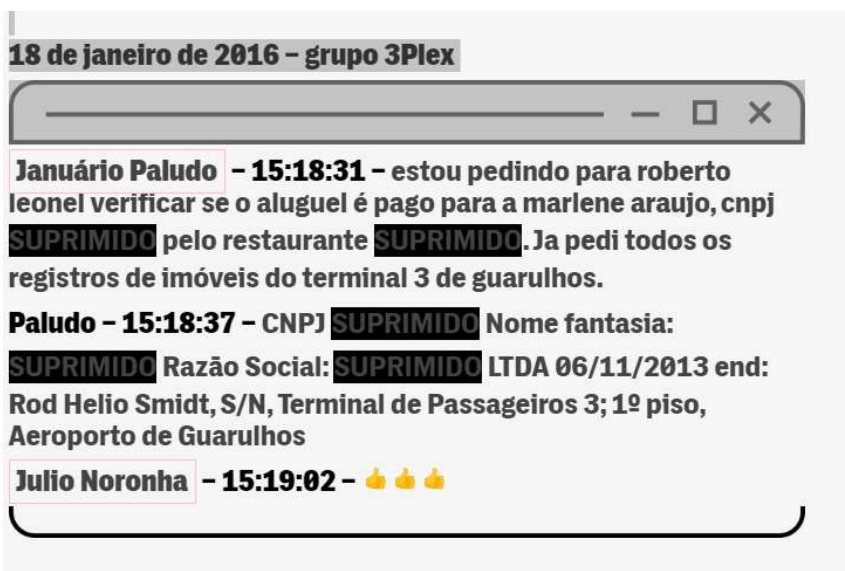 18 de janeiro de 2016 – grupo 3Plex
Januário Paludo – 15:18:31 – estou pedindo para roberto
leonel verificar se o aluguel é pago para a marlene araujo, cnpj
SUPRIMIDO pelo restaurante SUPRIMIDO. Ja pedi todos os
registros de imóveis do terminal 3 de guarulhos.
Paludo – 15:18:37 – CNPJ SUPRIMIDO Nome fantasia:
SUPRIMIDO Razão Social: SUPRIMIDO LTDA 06/11/2013 end:
Rod Helio Smidt, S/N, Terminal de Passageiros 3; 1º piso,
Aeroporto de Guarulhos
Julio Noronha – 15:19:02 – 👍👍👍